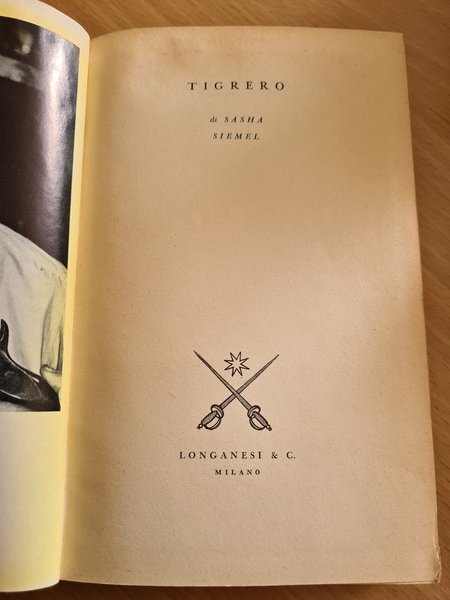 TIGRERO
di SASHA
SIEMEL
LONGANESI & C.
MILANO